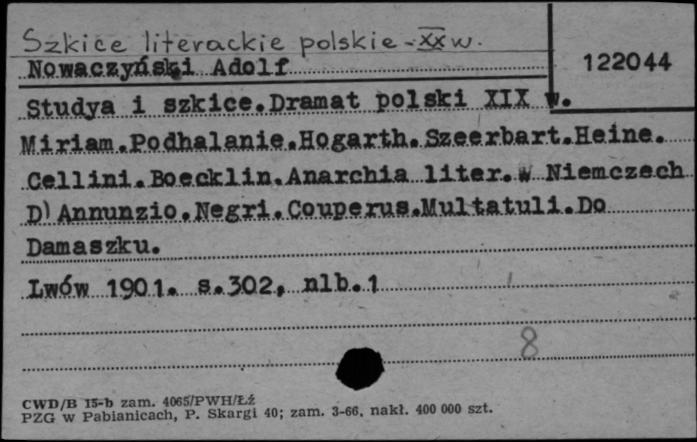 Szkice literackie polskie - XX w.
Nowaczyński Adolf
122044
Studya i szkice.Dramat polski XIX w.
Miriam.Podhalanie.Hogarth.Szeerbart.Heine.
Cellini.Boecklin.Anarchia liter.w Niemczech
D)Annunzio.Negri.Couperus.Multatuli.Do
Damaszku.
Lwów 1901. s.302, nlb.1
8
CWD/B 15-b zam. 4065/PWH/Łź
PZG w Pabianicach, P. Skargi 40; zam. 3-66, nakł. 400 000 szt.